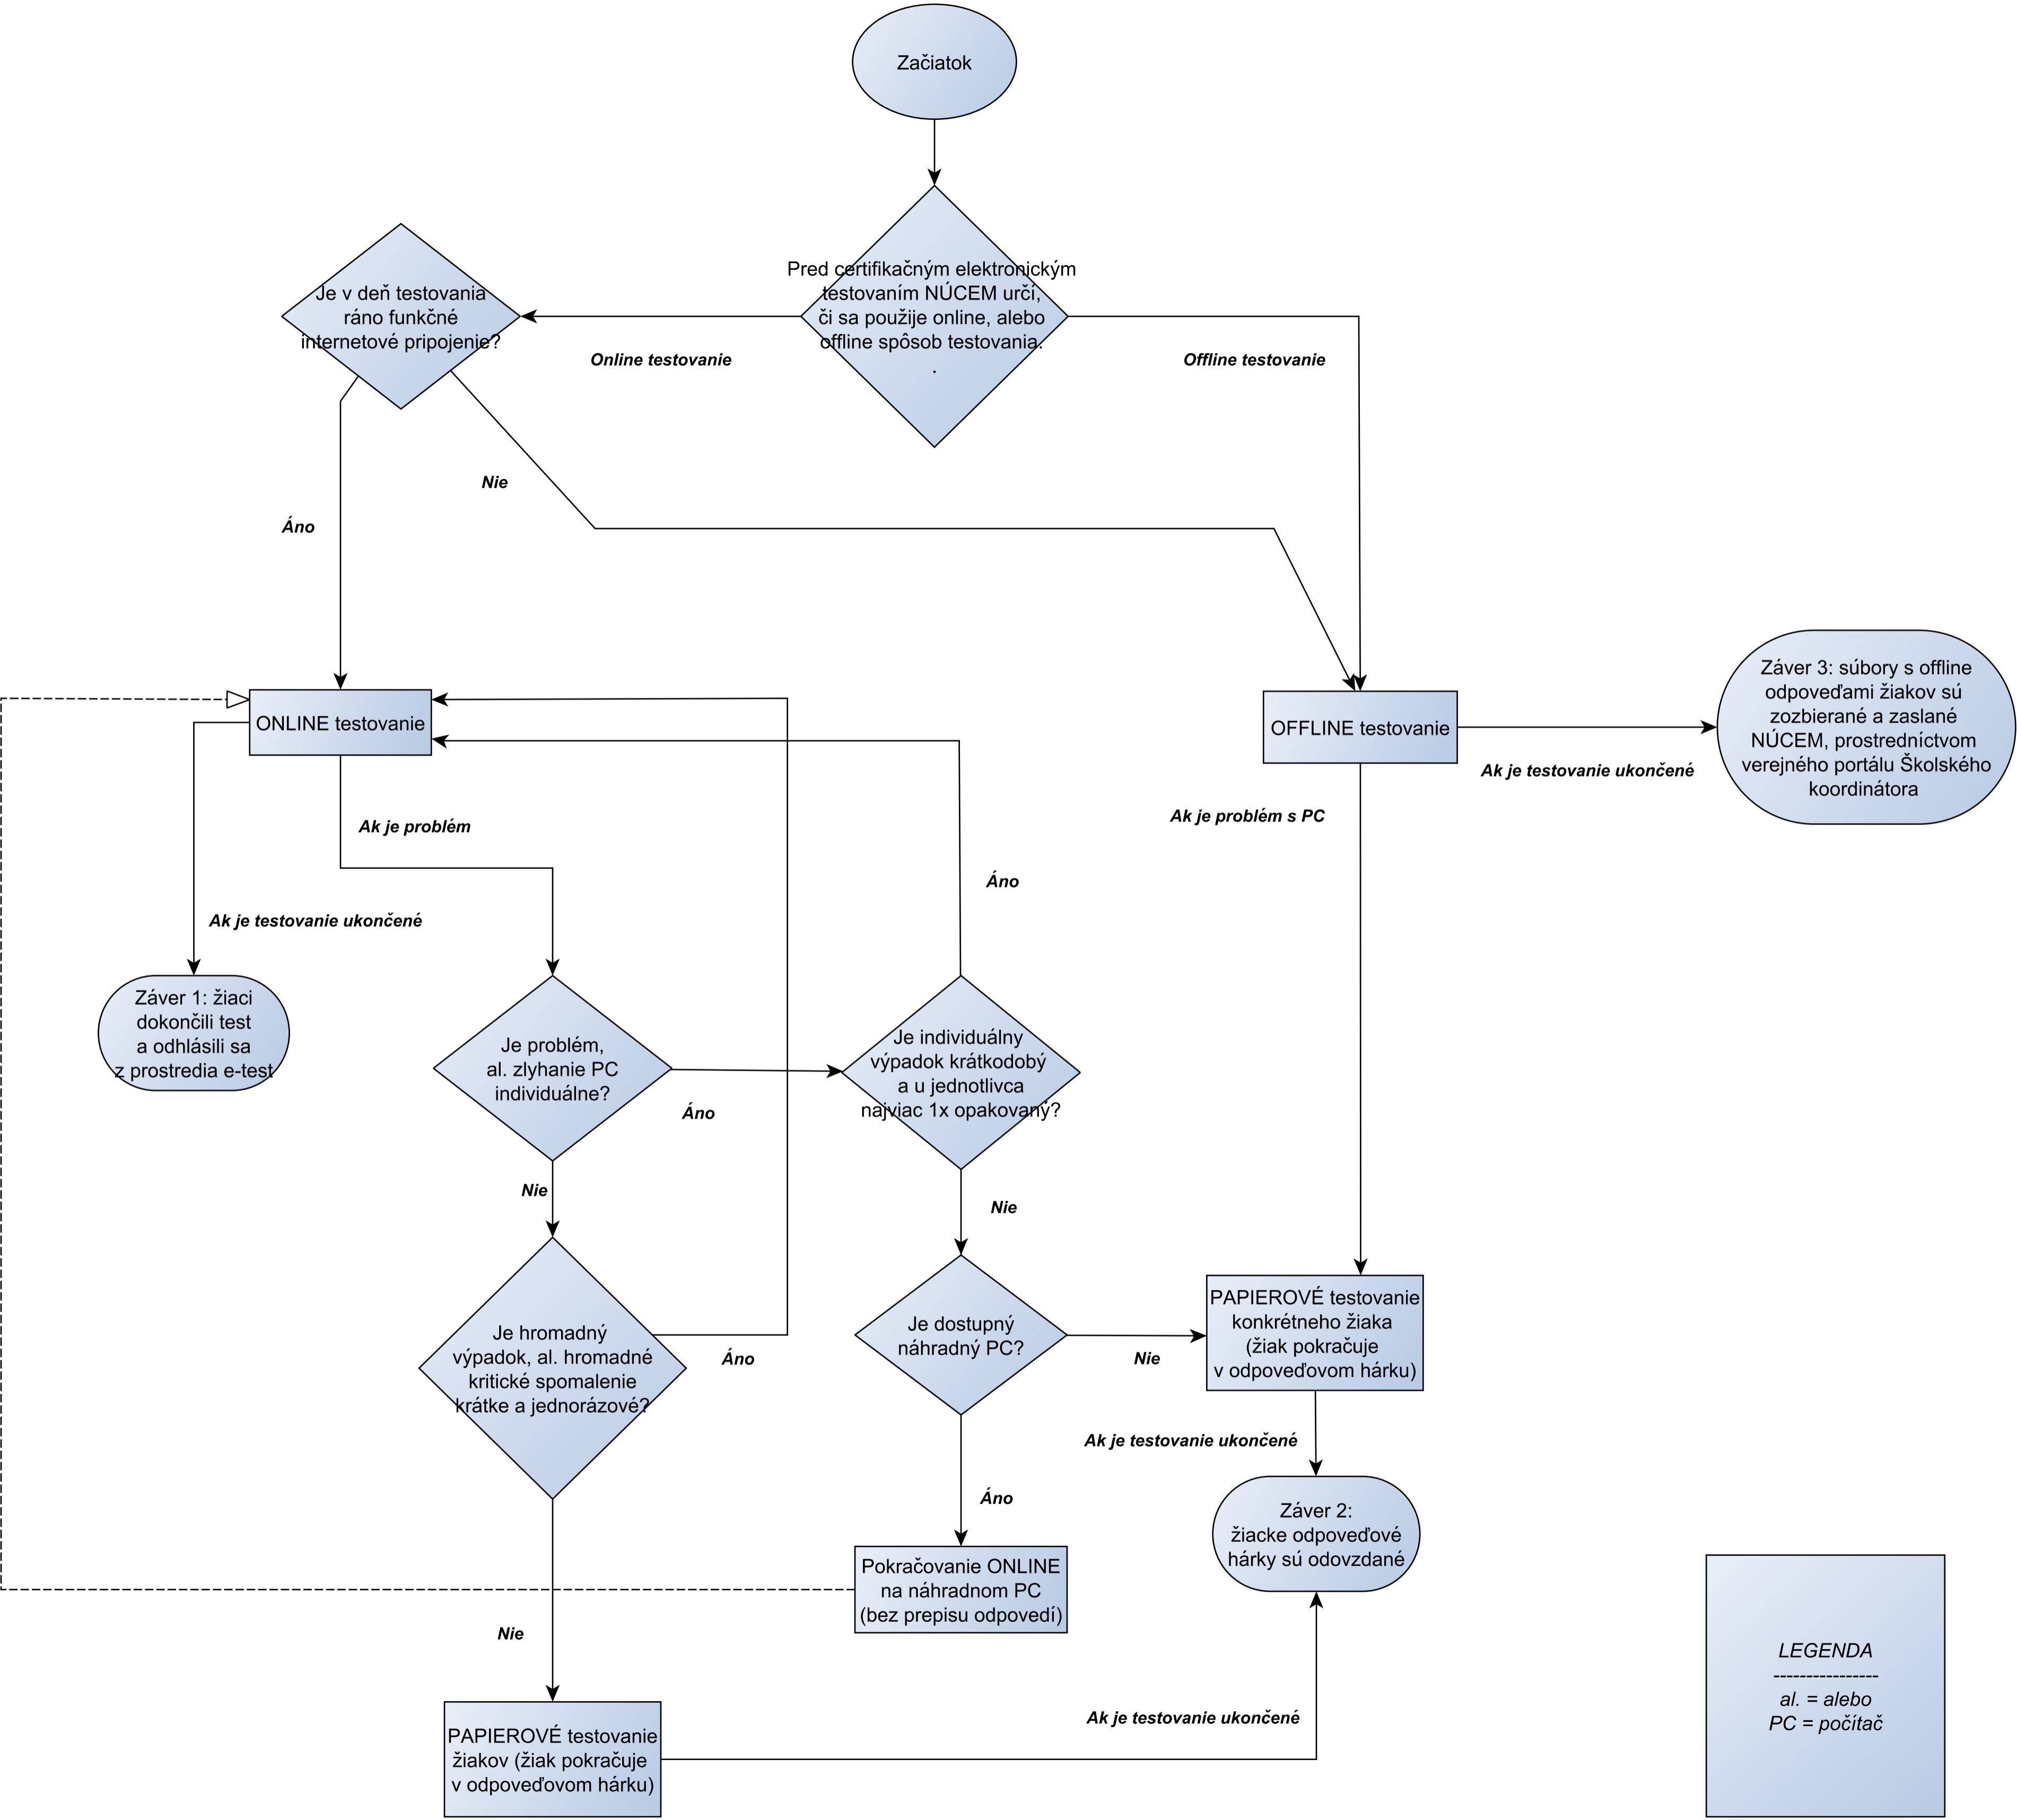 Začiatok
Pred certifikačným elektronickým
testovaním NÚCEM určí,
či sa použije online, alebo
offline spôsob testovania.
.
Je v deň testovania
ráno funkčné
internetové pripojenie?
Online testovanie
Offline testovanie
Nie
Áno
ONLINE testovanie
OFFLINE testovanie
Záver 3: súbory s offline
odpoveďami žiakov sú
zozbierané a zaslané
NÚCEM, prostredníctvom
verejného portálu Školského
koordinátora
Ak je testovanie ukončené
Ak je problém s PC
Ak je problém
Áno
Ak je testovanie ukončené
Záver 1: žiaci
dokončili test
a odhlásili sa
z prostredia e-test
Je problém,
al. zlyhanie PC
individuálne?
Áno
Je individuálny
výpadok krátkodobý
a u jednotlivca
najviac 1x opakovaný?
Nie
Nie
Je hromadný
výpadok, al. hromadné
kritické spomalenie
krátke a jednorázové?
Áno
Je dostupný
náhradný PC?
Nie
PAPIEROVÉ testovanie
konkrétneho žiaka
(žiak pokračuje
v odpoveďovom hárku)
Ak je testovanie ukončené
Áno
Záver 2:
žiacke odpoveďové
hárky sú odovzdané
Pokračovanie ONLINE
na náhradnom PC
(bez prepisu odpovedí)
Nie
PAPIEROVÉ testovanie
žiakov (žiak pokračuje
v odpoveďovom hárku)
Ak je testovanie ukončené
LEGENDA
----------------
al. = alebo
PC = počítač